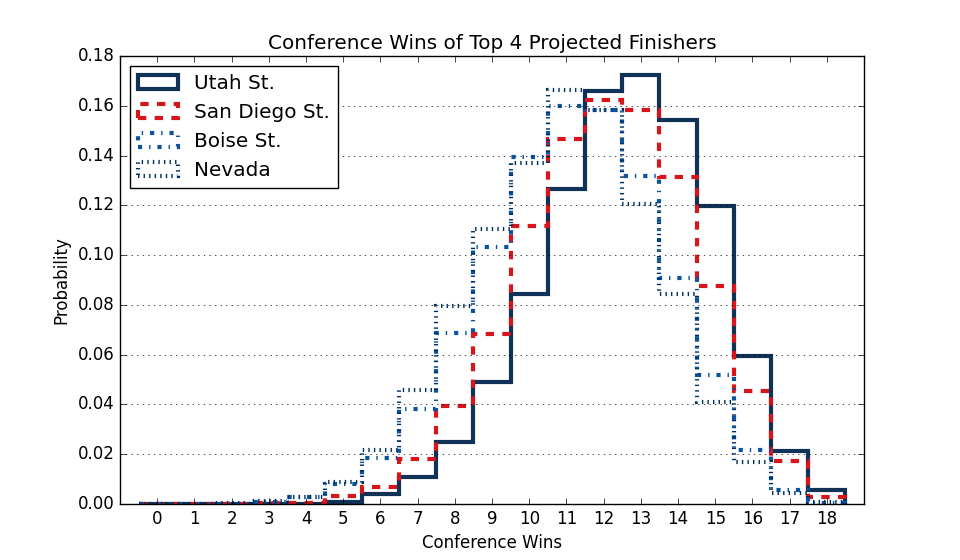 Conference Wins of Top 4 Projected Finishers
0.18
0.16
0.14
0.12
0.10
0.08
0.06
0.04
0.02
0.00
Probability
Utah St.
San Diego St.
Boise St.
Nevada
0 1 2 3 4 5 6 7 8 9 10 11 12 13 14 15 16 17 18
Conference Wins